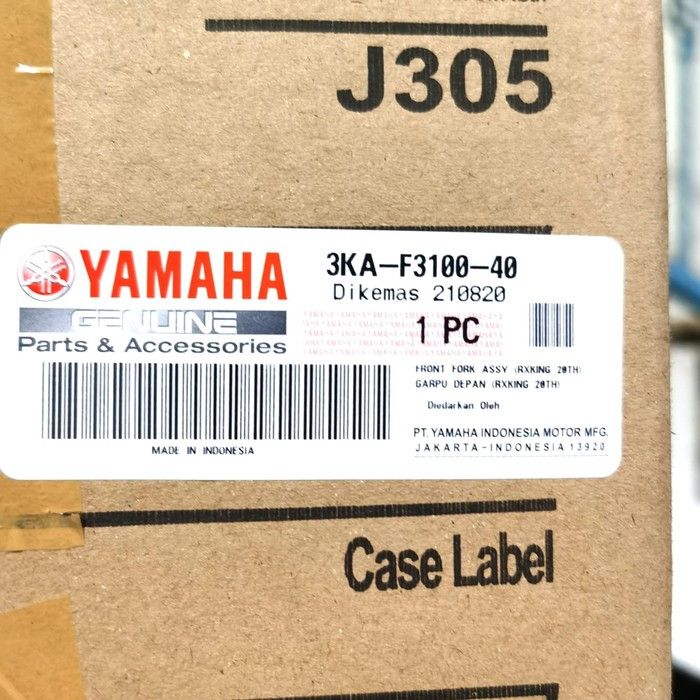 J305
YAMAHA
GENUINE
Parts & Accessories
3KA-F3100-40
Dikemas 210820
1 PC
FRONT FORK ASSY (RXKING 20TH)
GARPU DEPAN (RXKING 20TH)
Diedarkan Oleh
PT. YAMAHA INDONESIA MOTOR MFG.
JAKARTA-INDONESIA 13920
MADE IN INDONESIA
Case Label